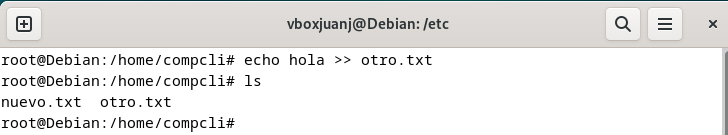 vboxjuanj@Debian: /etc
root@Debian:/home/compcli# echo hola >> otro.txt
root@Debian:/home/compcli# ls
nuevo.txt  otro.txt
root@Debian:/home/compcli#